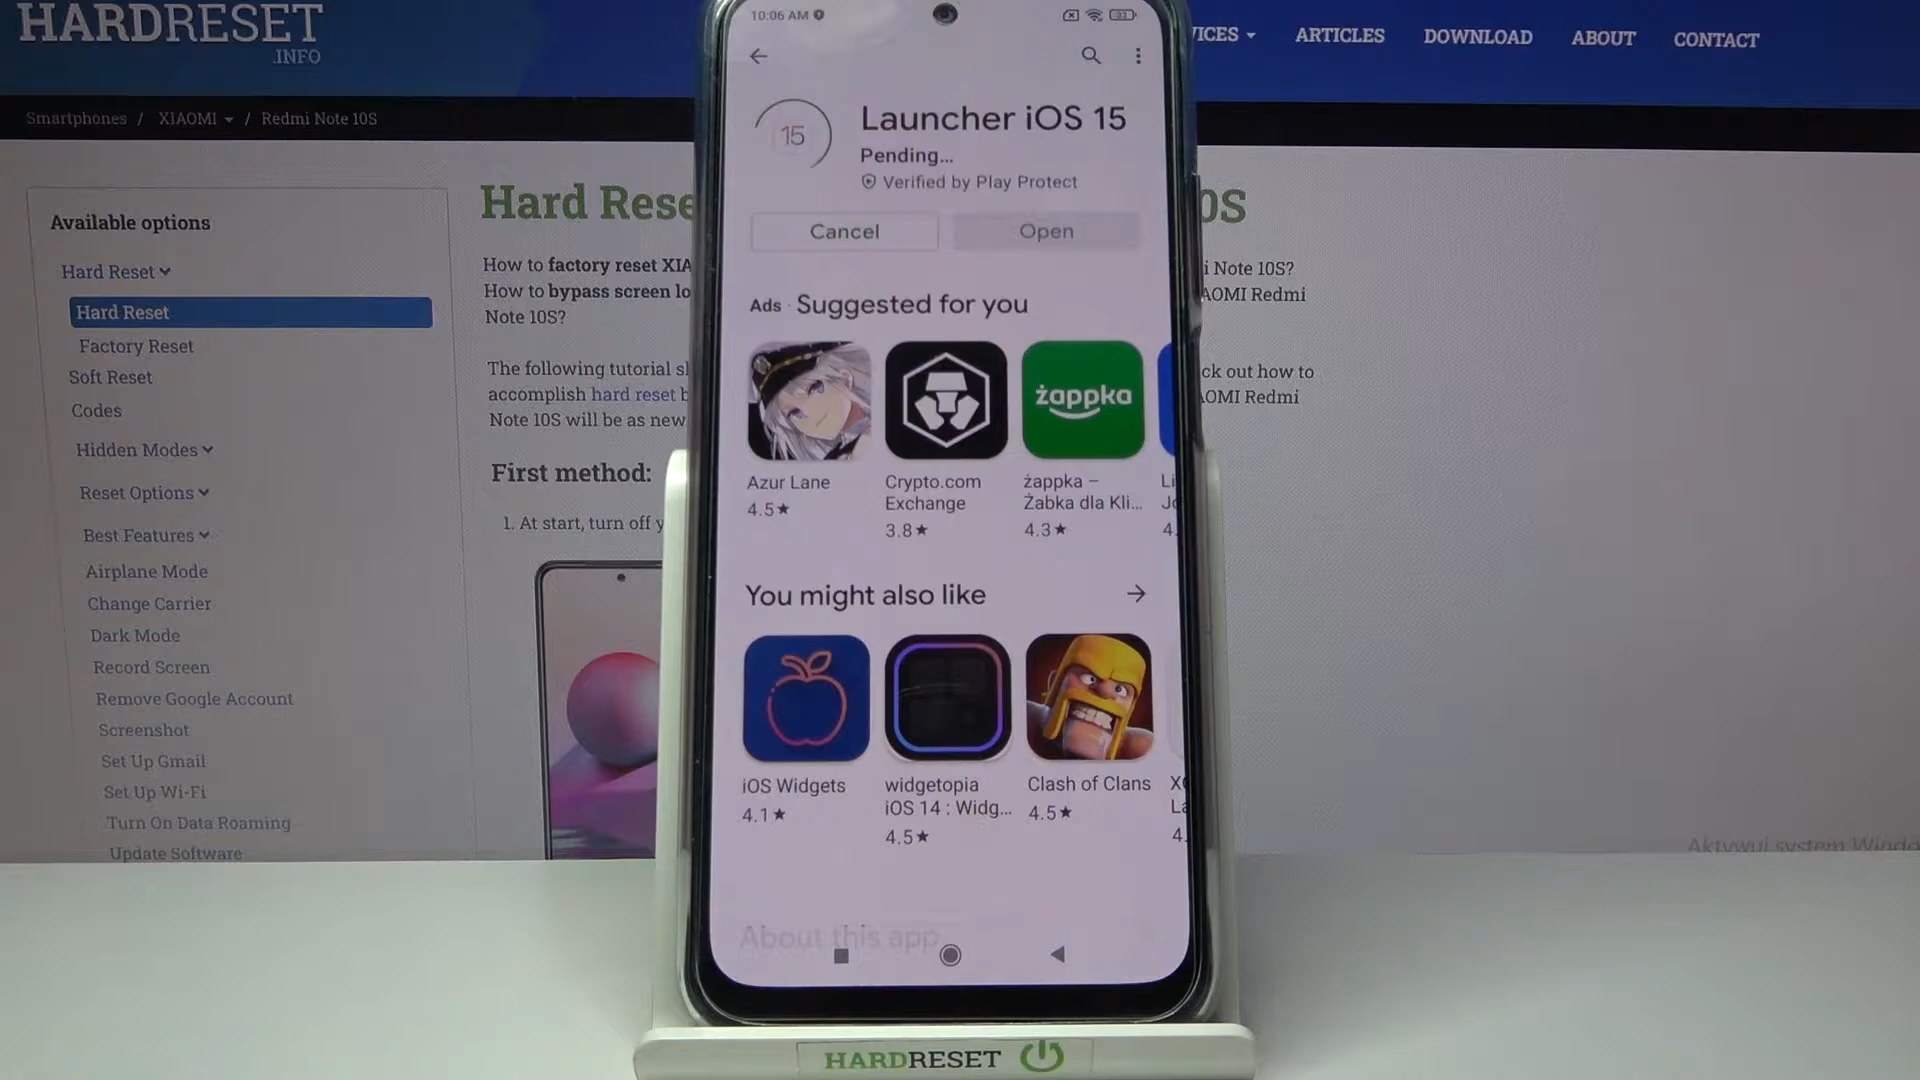 HARDRESET
.INFO
VICES
ARTICLES
DOWNLOAD
ABOUT
CONTACT
Smartphones / XIAOMI / Redmi Note 10S
Available options
Hard Reset
Hard Reset
Factory Reset
Soft Reset
Codes
Hidden Modes
Reset Options
Best Features
Airplane Mode
Change Carrier
Dark Mode
Record Screen
Remove Google Account
Screenshot
Set Up Gmail
Set Up Wi-Fi
Turn On Data Roaming
Update Software
Hard Rese
0S
How to factory reset XIA
i Note 10S?
How to bypass screen lo
AOMI Redmi
Note 10S?
The following tutorial s
ck out how to
accomplish hard reset b
AOMI Redmi
Note 10S will be as new
First method:
1. At start, turn off y
10:06 AM
33
15
Launcher iOS 15
Pending...
Verified by Play Protect
Cancel
Open
Ads · Suggested for you
żappka
Azur Lane
4.5★
Crypto.com
Exchange
3.8★
żappka –
Żabka dla Kli...
4.3★
Li
4.
You might also like
iOS Widgets
4.1★
widgetopia
iOS 14 : Widg...
4.5★
Clash of Clans
4.5★
4.
About this app
Aktywuj system Windo
HARDRESET